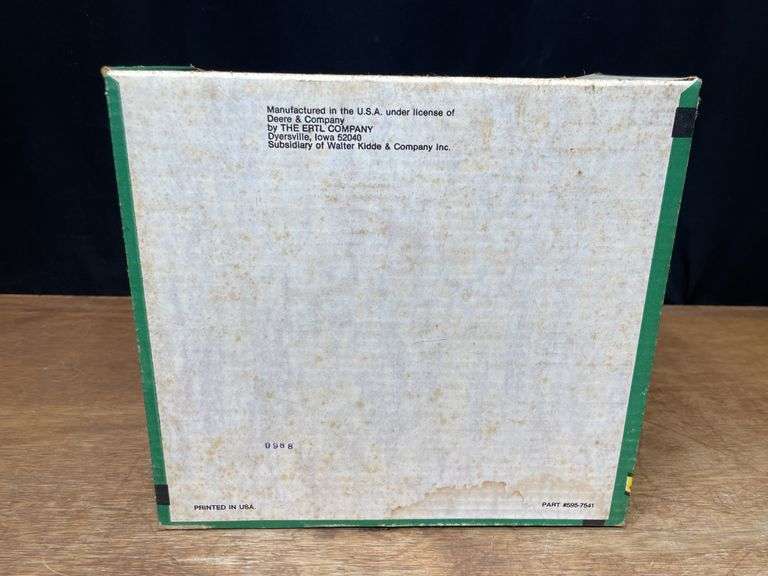 Manufactured in the U.S.A. under license of
Deere & Company
by THE ERTL COMPANY
Dyersville, Iowa 52040
Subsidiary of Walter Kidde & Company Inc.
9988
PRINTED IN USA.
PART #595-7541